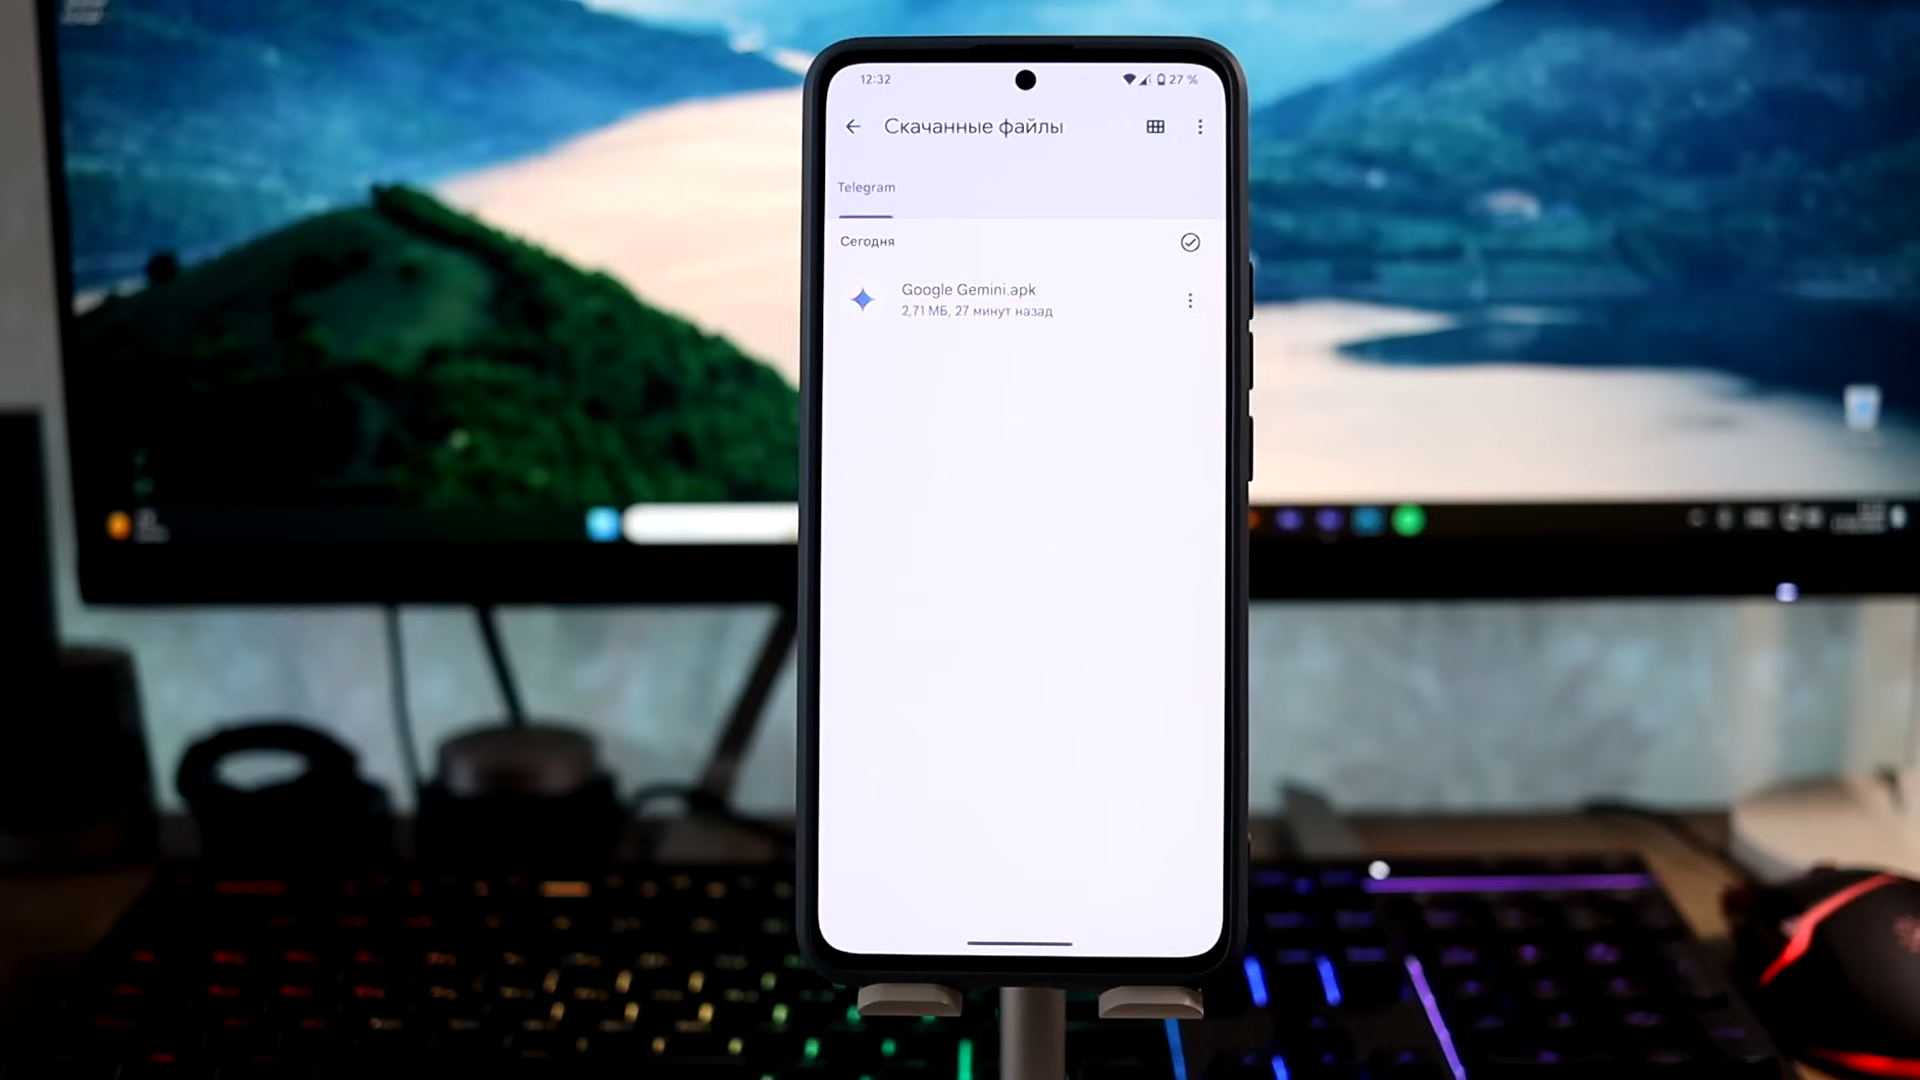 12:32
27 %
Скачанные файлы
Telegram
Сегодня
Google Gemini.apk
2,71 МБ, 27 минут назад